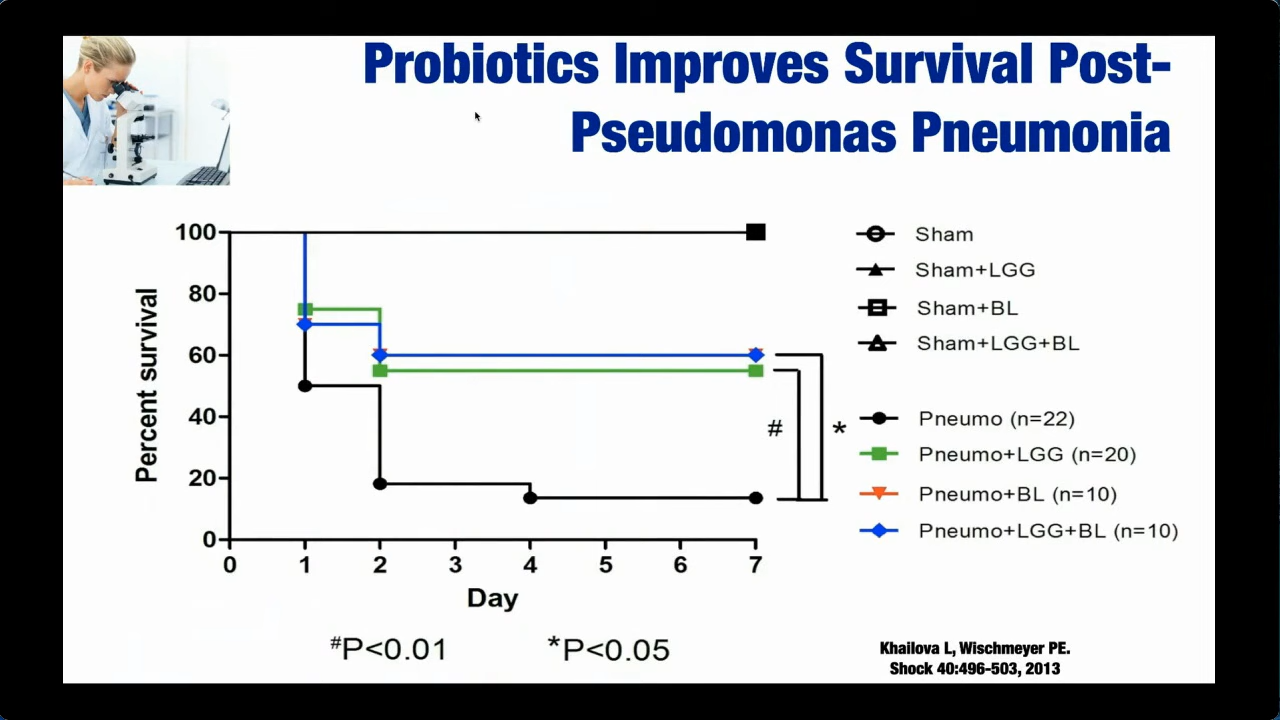 Probiotics Improves Survival Post-
Pseudomonas Pneumonia
Percent survival
100
80
60
40
20
0
0 1 2 3 4 5 6 7
Day
# *
Sham
Sham+LGG
Sham+BL
Sham+LGG+BL
Pneumo (n=22)
Pneumo+LGG (n=20)
Pneumo+BL (n=10)
Pneumo+LGG+BL (n=10)
#P<0.01 *P<0.05
Khailova L, Wischmeyer PE.
Shock 40:496-503, 2013